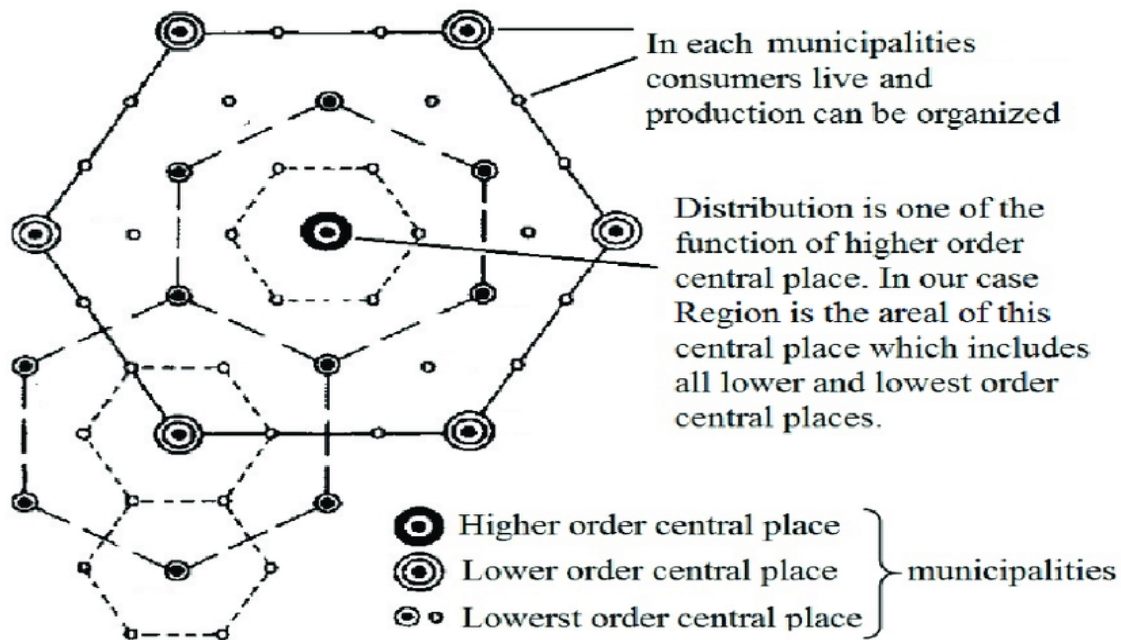 In each municipalities
consumers live and
production can be organized
Distribution is one of the
function of higher order
central place. In our case
Region is the areal of this
central place which includes
all lower and lowest order
central places.
Higher order central place
Lower order central place
Lowerst order central place
municipalities